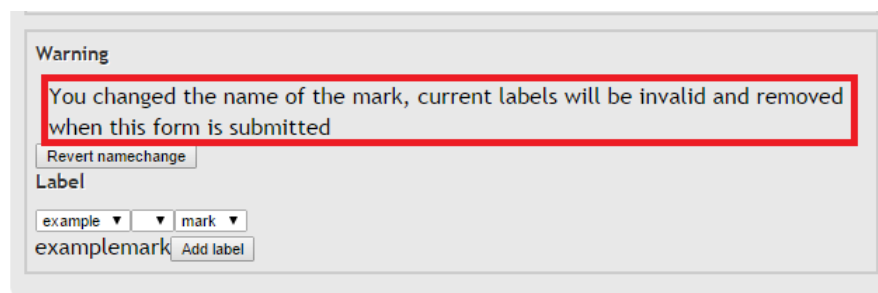 Warning
You changed the name of the mark, current labels will be invalid and removed
when this form is submitted
Revert namechange
Label
example mark
examplemark Add label